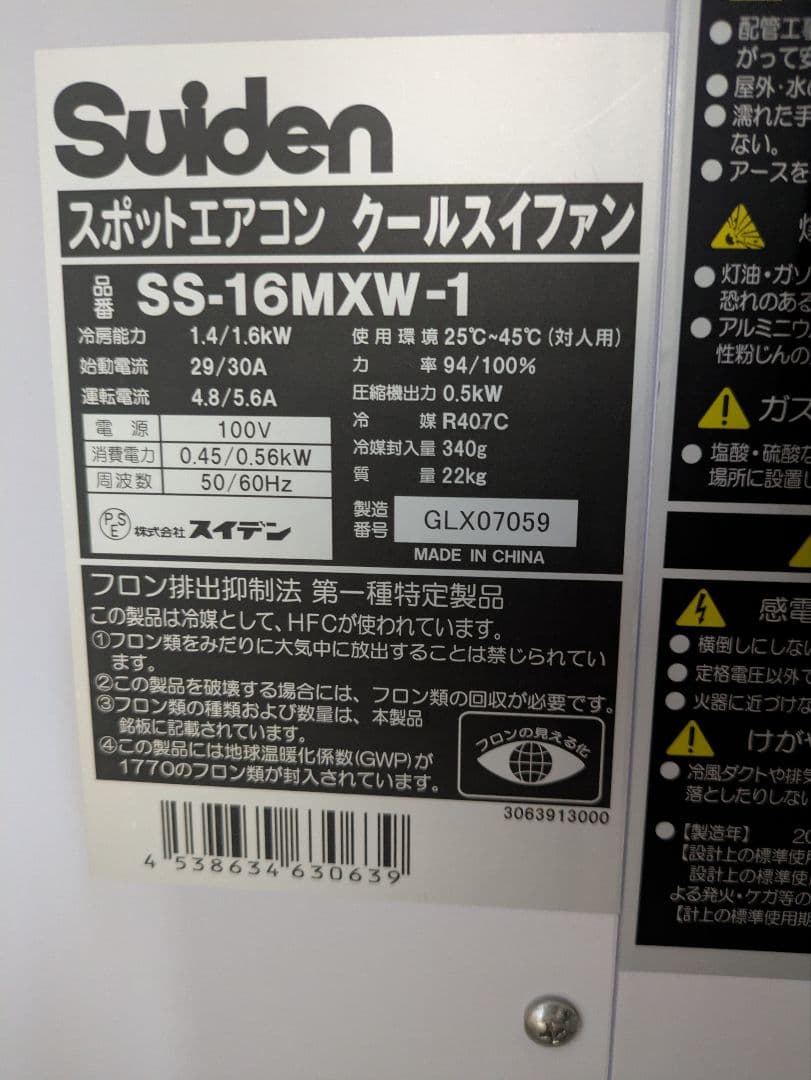 Suiden
スポットエアコン クールスイファン
品番 SS-16MXW-1
冷房能力 1.4/1.6kW
始動電流 29/30A
運転電流 4.8/5.6A
電源 100V
消費電力 0.45/0.56kW
周波数 50/60Hz
PSE 株式会社 スイデン
使用環境 25℃~45℃(対人用)
力率 94/100%
圧縮機出力 0.5kW
冷媒 R407C
冷媒封入量 340g
質量 22kg
製造番号 GLX07059
MADE IN CHINA
フロン排出抑制法 第一種特定製品
この製品は冷媒として、HFCが使われています。
①フロン類をみだりに大気中に放出することは禁じられてい
ます。
②この製品を破壊する場合には、フロン類の回収が必要です。
③フロン類の種類および数量は、本製品
銘板に記載されています。
④この製品には地球温暖化係数(GWP)が
1770のフロン類が封入されています。
フロンの見える化
3063913000
4 538634 630639
●配管工
がって安
●屋外・水
●濡れた手
ない。
●アースを
●灯油・ガソ
恐れのある
●アルミニウ
性粉じんの
ガス
●塩酸・硫酸な
場所に設置し
感電
●横倒しにしない
●定格電圧以外で
●火器に近づけな
けが
●冷風ダクトや排気
落としたりしない
●【製造年】 20
【設計上の標準使用
設計上の標準使
よる発火・ケガ等の
【計上の標準使用期